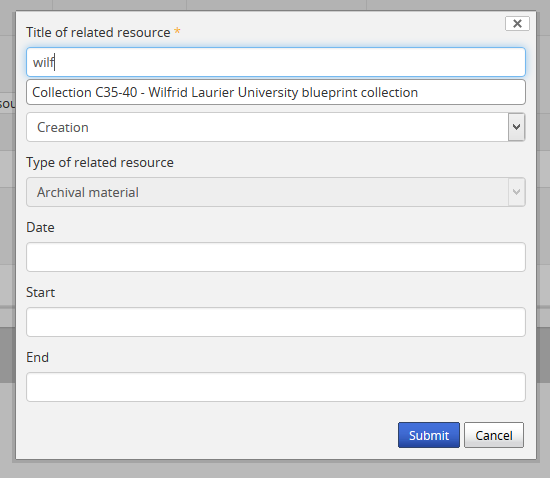 Title of related resource *
wilf
Collection C35-40 - Wilfrid Laurier University blueprint collection
Creation
Type of related resource
Archival material
Date
Start
End
Submit Cancel